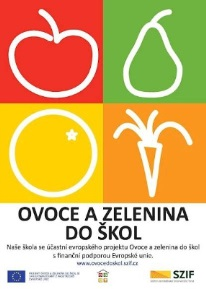 OVOCE A ZELENINA
DO ŠKOL
Naše škola se účastní evropského projektu Ovoce a zelenina do škol
s finanční podporou Evropské unie.
www.ovocedoskol.szif.cz
SZIF